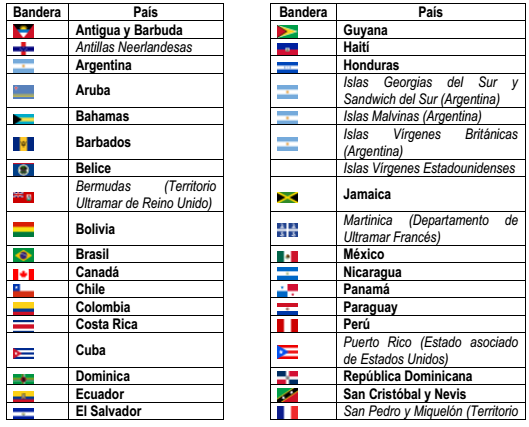 Bandera País
Antigua y Barbuda
Antillas Neerlandesas
Argentina
Aruba
Bahamas
Barbados
Belice
Bermudas (Territorio
Ultramar de Reino Unido)
Bolivia
Brasil
Canadá
Chile
Colombia
Costa Rica
Cuba
Dominica
Ecuador
El Salvador
Bandera País
Guyana
Haití
Honduras
Islas Georgias del Sur y
Sandwich del Sur (Argentina)
Islas Malvinas (Argentina)
Islas Vírgenes Británicas
(Argentina)
Islas Vírgenes Estadounidenses
Jamaica
Martinica (Departamento de
Ultramar Francés)
México
Nicaragua
Panamá
Paraguay
Perú
Puerto Rico (Estado asociado
de Estados Unidos)
República Dominicana
San Cristóbal y Nevis
San Pedro y Miquelón (Territorio